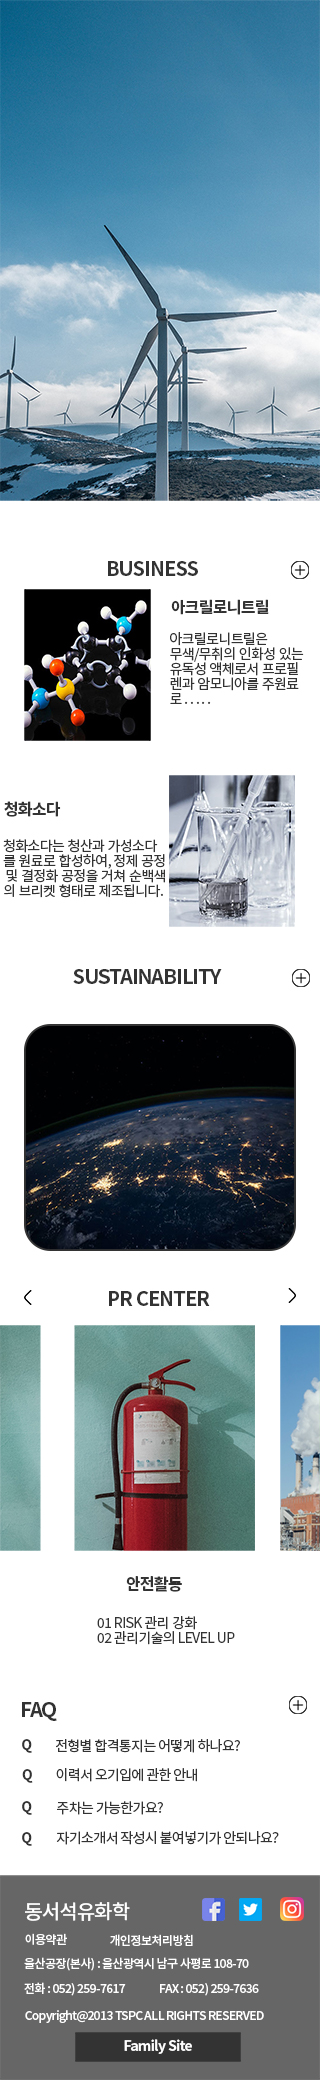 BUSINESS
아크릴로니트릴
아크릴로니트릴은
무색/무취의 인화성 있는
유독성 액체로서 프로필
렌과 암모니아를 주원료
로 . . . . .
청화소다
청화소다는 청산과 가성소다
를 원료로 합성하여, 정제 공정
및 결정화 공정을 거쳐 순백색
의 브리켓 형태로 제조됩니다.
SUSTAINABILITY
PR CENTER
안전활동
01 RISK 관리 강화
02 관리기술의 LEVEL UP
FAQ
Q 전형별 합격통지는 어떻게 하나요?
Q 이력서 오기입에 관한 안내
Q 주차는 가능한가요?
Q 자기소개서 작성시 붙여넣기가 안되나요?
동서석유화학
이용약관 개인정보처리방침
울산공장(본사) : 울산광역시 남구 사평로 108-70
전화 : 052) 259-7617 FAX : 052) 259-7636
Copyright@2013 TSPC ALL RIGHTS RESERVED
Family Site